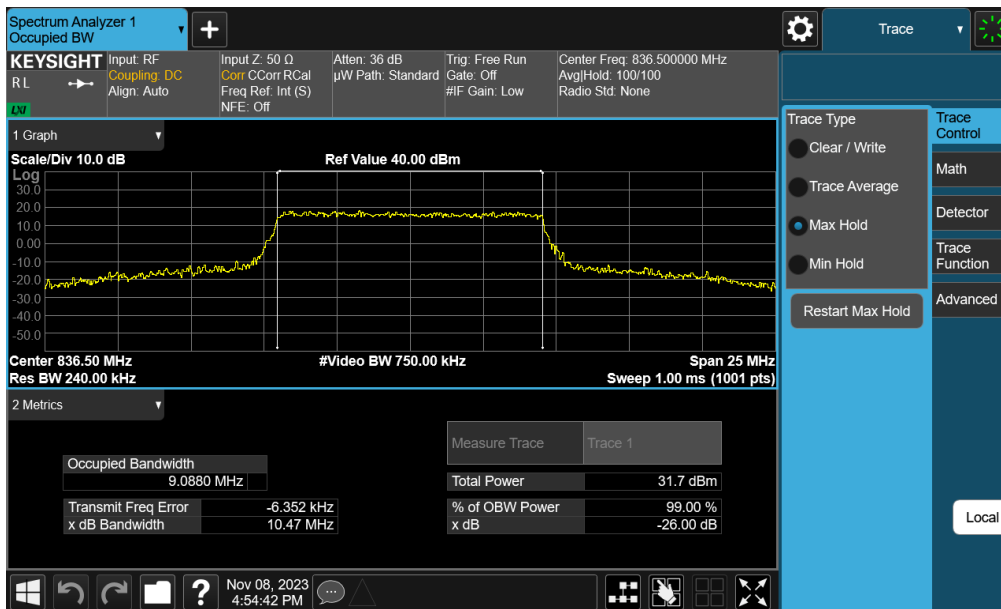 Spectrum Analyzer 1
Occupied BW
+
Trace
KEYSIGHT
R L
LXI
Input: RF
Coupling: DC
Align: Auto
Input Z: 50 Ω
Corr CCorr RCal
Freq Ref: Int (S)
NFE: Off
Atten: 36 dB
µW Path: Standard
Trig: Free Run
Gate: Off
#IF Gain: Low
Center Freq: 836.500000 MHz
Avg|Hold: 100/100
Radio Std: None
1 Graph
Scale/Div 10.0 dB
Ref Value 40.00 dBm
Log
30.0
20.0
10.0
0.00
-10.0
-20.0
-30.0
-40.0
-50.0
Center 836.50 MHz
#Video BW 750.00 kHz
Span 25 MHz
Res BW 240.00 kHz
Sweep 1.00 ms (1001 pts)
2 Metrics
Measure Trace
Trace 1
Occupied Bandwidth
9.0880 MHz
Total Power
31.7 dBm
Transmit Freq Error
-6.352 kHz
% of OBW Power
99.00 %
x dB Bandwidth
10.47 MHz
x dB
-26.00 dB
Trace Type
Clear / Write
Trace Average
Max Hold
Min Hold
Restart Max Hold
Trace
Control
Math
Detector
Trace
Function
Advanced
Local
?
Nov 08, 2023
4:54:42 PM